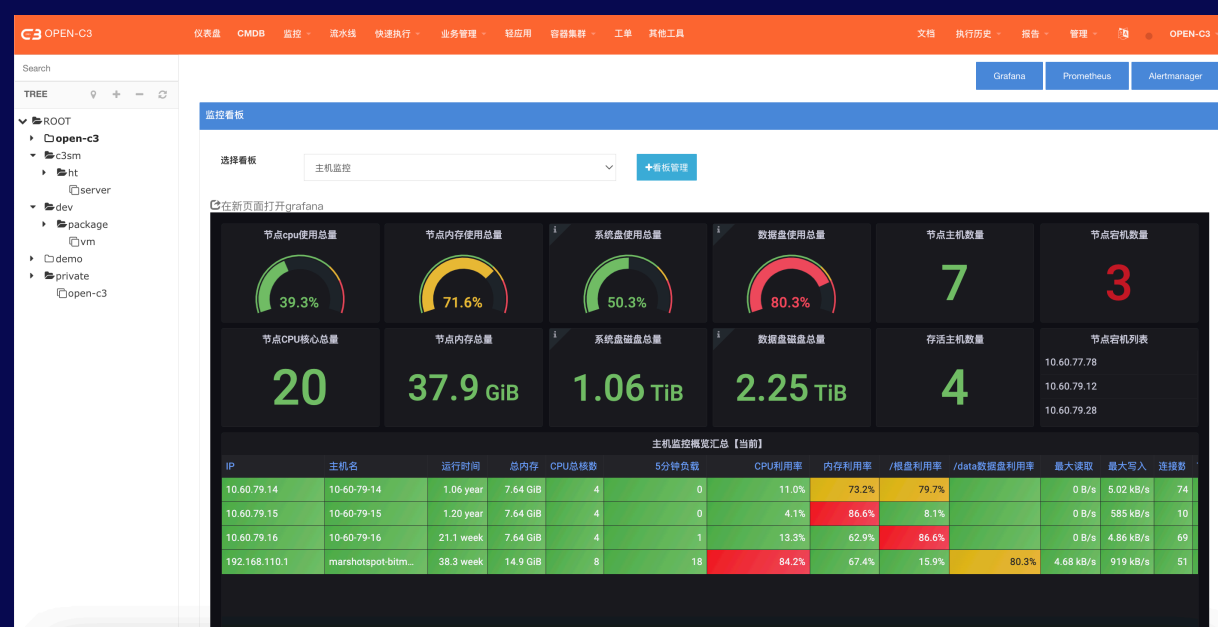 C3 OPEN-C3 仪表盘 CMDB 监控 流水线 快速执行 业务管理 轻应用 容器集群 工单 其他工具 文档 执行历史 报告 管理 OPEN-C3
Search
Grafana Prometheus Alertmanager
TREE
监控看板
ROOT
open-c3
c3sm
ht
server
dev
package
vm
demo
private
open-c3
选择看板 主机监控 +看板管理
在新页面打开grafana
节点cpu使用总量 节点内存使用总量 系统盘使用总量 数据盘使用总量 节点主机数量 节点宕机数量
39.3% 71.6% 50.3% 80.3% 7 3
节点CPU核心总量 节点内存总量 系统盘磁盘总量 数据盘磁盘总量 存活主机数量 节点宕机列表
20 37.9 GiB 1.06 TiB 2.25 TiB 4
10.60.77.78
10.60.79.12
10.60.79.28
主机监控概览汇总【当前】
IP 主机名 运行时间 总内存 CPU总核数 5分钟负载 CPU利用率 内存利用率 /根盘利用率 /data数据盘利用率 最大读取 最大写入 连接数
10.60.79.14 10-60-79-14 1.06 year 7.64 GiB 4 0 11.0% 73.2% 79.7% 0 B/s 5.02 kB/s 74
10.60.79.15 10-60-79-15 1.20 year 7.64 GiB 4 0 4.1% 86.6% 8.1% 0 B/s 585 kB/s 10
10.60.79.16 10-60-79-16 21.1 week 7.64 GiB 4 1 13.3% 62.9% 86.6% 0 B/s 4.86 kB/s 69
192.168.110.1 marshotspot-bitm... 38.3 week 14.9 GiB 8 18 84.2% 67.4% 15.9% 80.3% 4.68 kB/s 919 kB/s 51